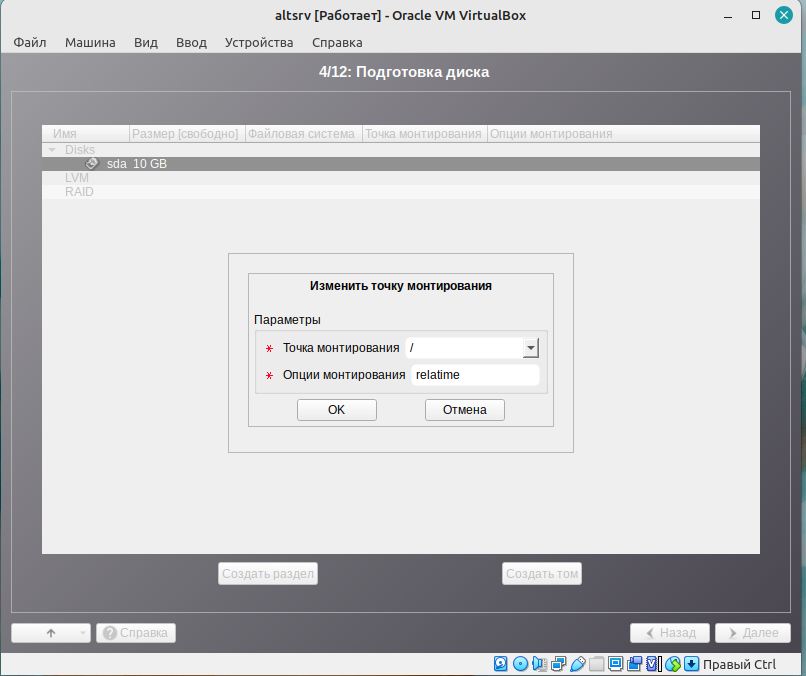 altsrv [Работает] - Oracle VM VirtualBox
Файл Машина Вид Ввод Устройства Справка
4/12: Подготовка диска
Имя Размер [свободно] Файловая система Точка монтирования Опции монтирования
Disks
sda 10 GB
LVM
RAID
Изменить точку монтирования
Параметры
* Точка монтирования /
* Опции монтирования relatime
OK Отмена
Создать раздел Создать том
Справка Назад Далее
Правый Ctrl